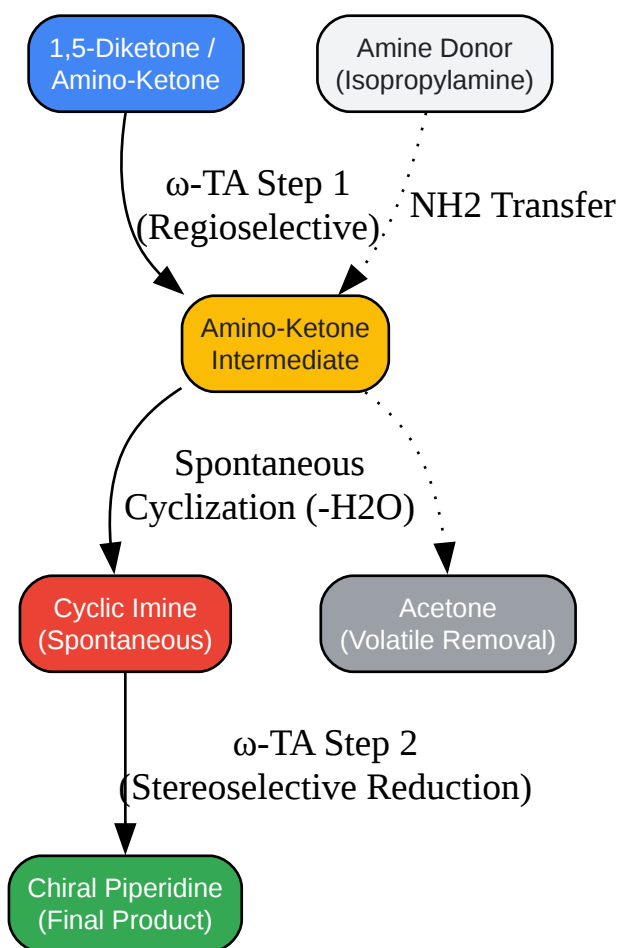 1,5-Diketone /
Amino-Ketone
Amine Donor
(Isopropylamine)
ω-TA Step 1
(Regioselective)
NH2 Transfer
Amino-Ketone
Intermediate
Spontaneous
Cyclization (-H2O)
Cyclic Imine
(Spontaneous)
Acetone
(Volatile Removal)
ω-TA Step 2
(Stereoselective Reduction)
Chiral Piperidine
(Final Product)